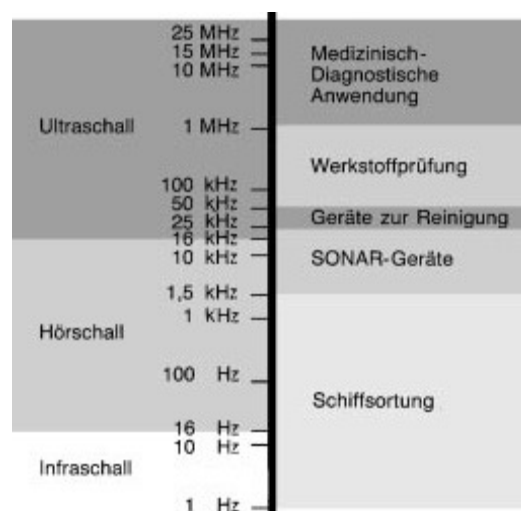 25 MHz
15 MHz
10 MHz
Ultraschall 1 MHz
100 kHz
50 kHz
25 kHz
16 kHz
10 kHz
1,5 kHz
1 kHz
Hörschall
100 Hz
16 Hz
10 Hz
Infraschall
1 Hz
Medizinisch-
Diagnostische
Anwendung
Werkstoffprüfung
Geräte zur Reinigung
SONAR-Geräte
Schiffsortung